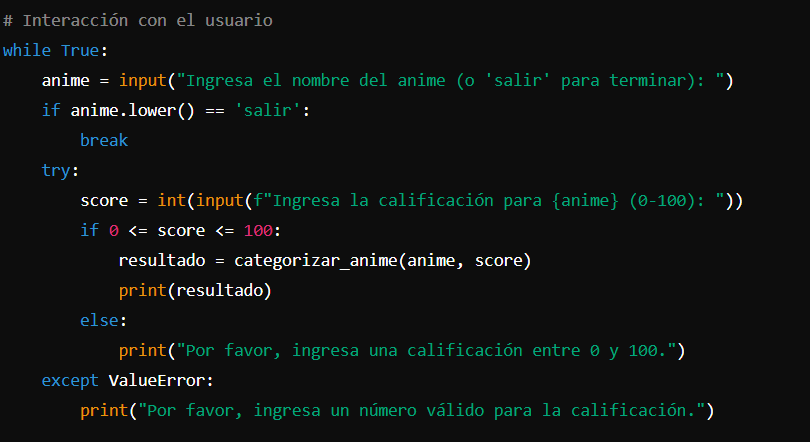 # Interacción con el usuario
while True:
    anime = input("Ingresa el nombre del anime (o 'salir' para terminar): ")
    if anime.lower() == 'salir':
        break
    try:
        score = int(input(f"Ingresa la calificación para {anime} (0-100): "))
        if 0 <= score <= 100:
            resultado = categorizar_anime(anime, score)
            print(resultado)
        else:
            print("Por favor, ingresa una calificación entre 0 y 100.")
    except ValueError:
        print("Por favor, ingresa un número válido para la calificación.")